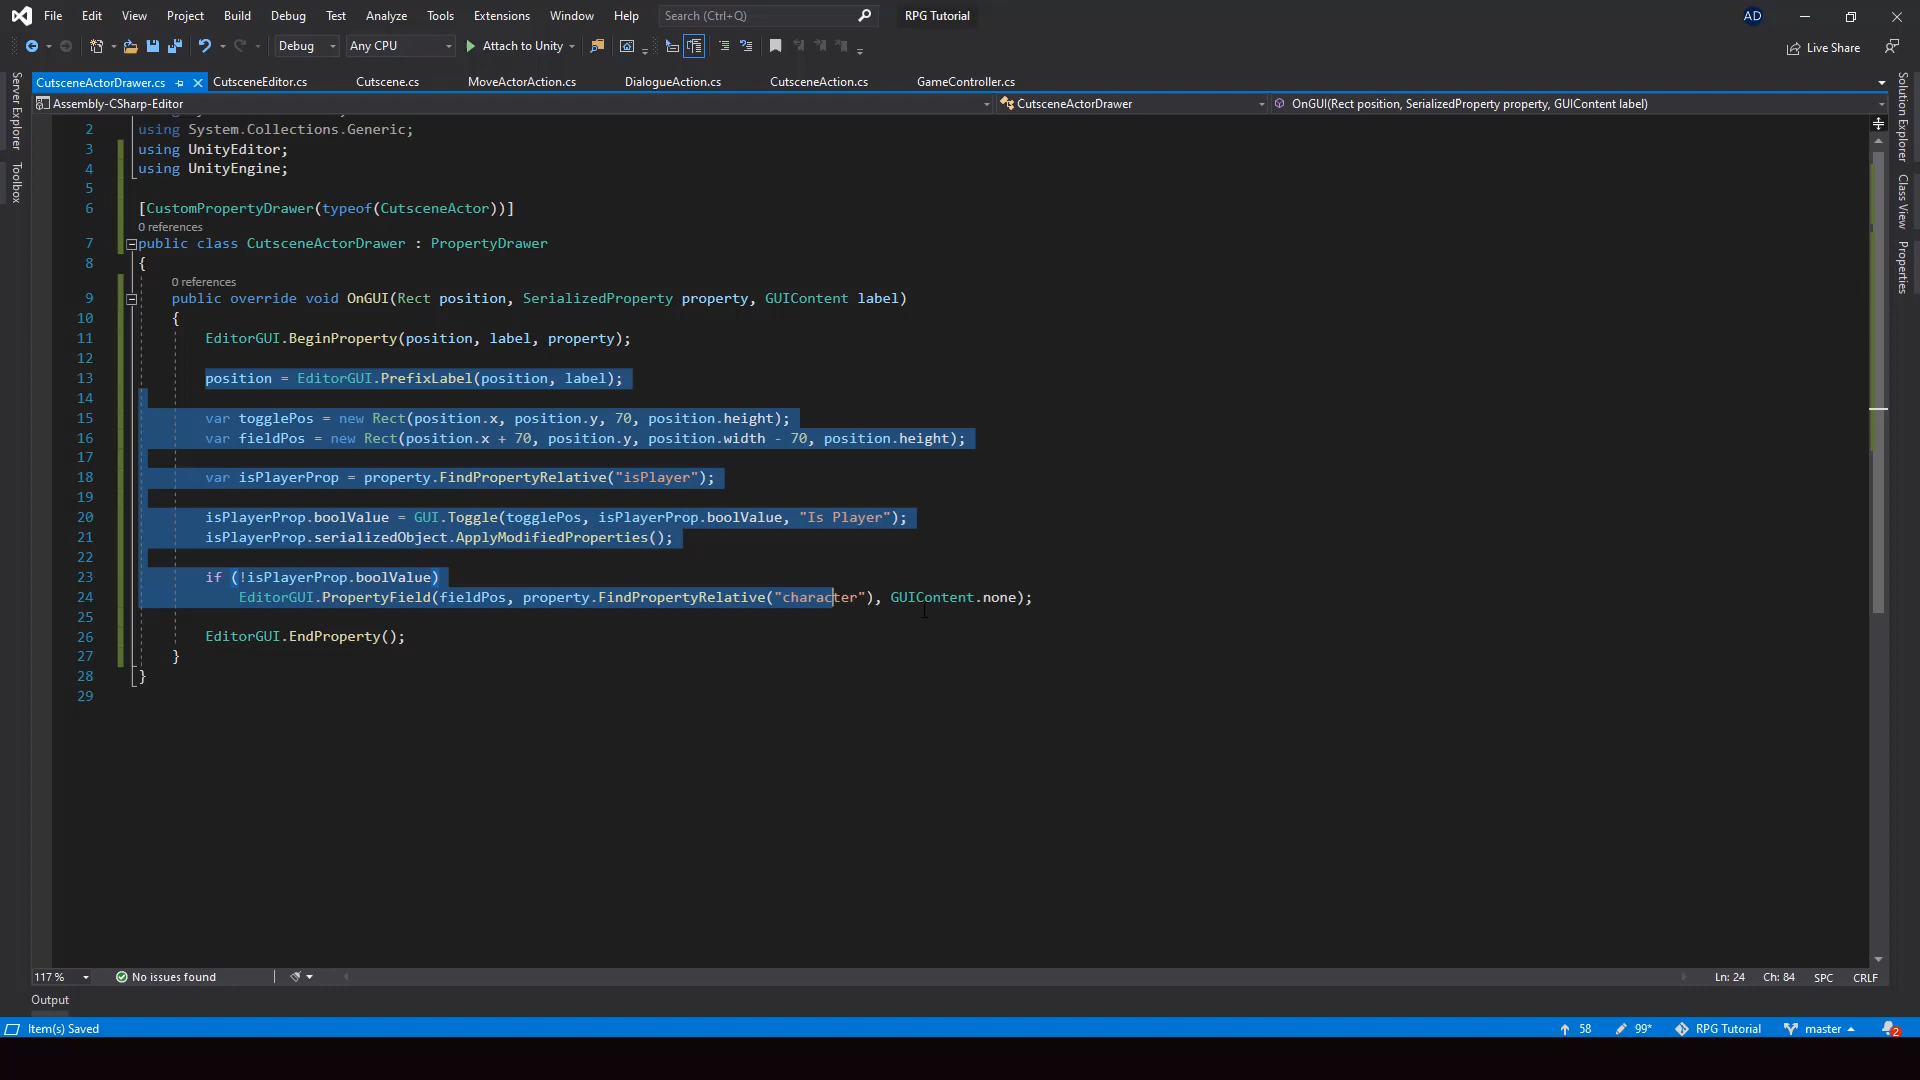 File Edit View Project Build Debug Test Analyze Tools Extensions Window Help Search (Ctrl+Q) RPG Tutorial AD
Debug Any CPU Attach to Unity Live Share
CutsceneActorDrawer.cs CutsceneEditor.cs Cutscene.cs MoveActorAction.cs DialogueAction.cs CutsceneAction.cs GameController.cs
Assembly-CSharp-Editor CutsceneActorDrawer OnGUI(Rect position, SerializedProperty property, GUIContent label)
Server Explorer
Toolbox
Solution Explorer
Class View
Properties
2 using System.Collections.Generic;
3 using UnityEditor;
4 using UnityEngine;
5
6 [CustomPropertyDrawer(typeof(CutsceneActor))]
0 references
7 public class CutsceneActorDrawer : PropertyDrawer
8 {
0 references
9 public override void OnGUI(Rect position, SerializedProperty property, GUIContent label)
10 {
11 EditorGUI.BeginProperty(position, label, property);
12
13 position = EditorGUI.PrefixLabel(position, label);
14
15 var togglePos = new Rect(position.x, position.y, 70, position.height);
16 var fieldPos = new Rect(position.x + 70, position.y, position.width - 70, position.height);
17
18 var isPlayerProp = property.FindPropertyRelative("isPlayer");
19
20 isPlayerProp.boolValue = GUI.Toggle(togglePos, isPlayerProp.boolValue, "Is Player");
21 isPlayerProp.serializedObject.ApplyModifiedProperties();
22
23 if (!isPlayerProp.boolValue)
24 EditorGUI.PropertyField(fieldPos, property.FindPropertyRelative("character"), GUIContent.none);
25
26 EditorGUI.EndProperty();
27 }
28 }
29
117 % No issues found Ln: 24 Ch: 84 SPC CRLF
Output
Item(s) Saved 58 99* RPG Tutorial master 2